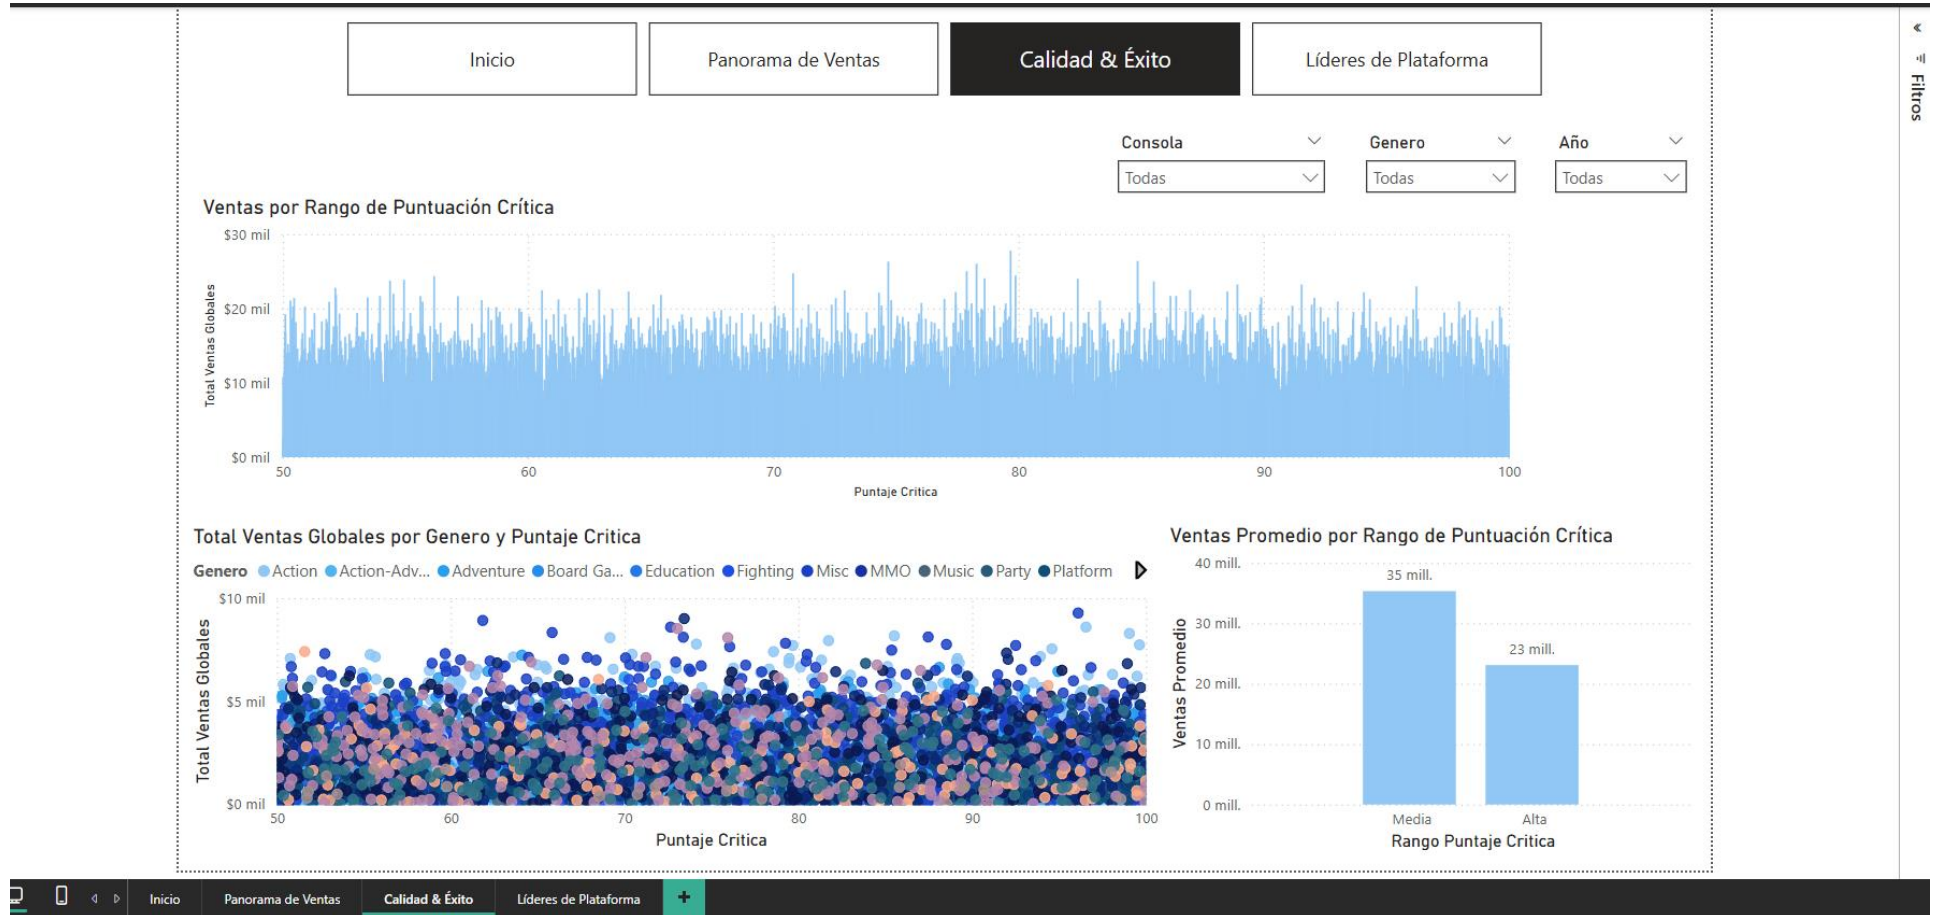 Inicio
Panorama de Ventas
Calidad & Éxito
Líderes de Plataforma
Filtros
Consola
Genero
Año
Todas
Todas
Todas
Ventas por Rango de Puntuación Crítica
Total Ventas Globales
$30 mil
$20 mil
$10 mil
$0 mil
50 60 70 80 90 100
Puntaje Critica
Total Ventas Globales por Genero y Puntaje Critica
Genero Action Action-Adv... Adventure Board Ga... Education Fighting Misc MMO Music Party Platform
Total Ventas Globales
$10 mil
$5 mil
$0 mil
50 60 70 80 90 100
Puntaje Critica
Ventas Promedio por Rango de Puntuación Crítica
Ventas Promedio
40 mill.
30 mill.
20 mill.
10 mill.
0 mill.
35 mill.
23 mill.
Media Alta
Rango Puntaje Critica
Inicio Panorama de Ventas Calidad & Éxito Líderes de Plataforma +